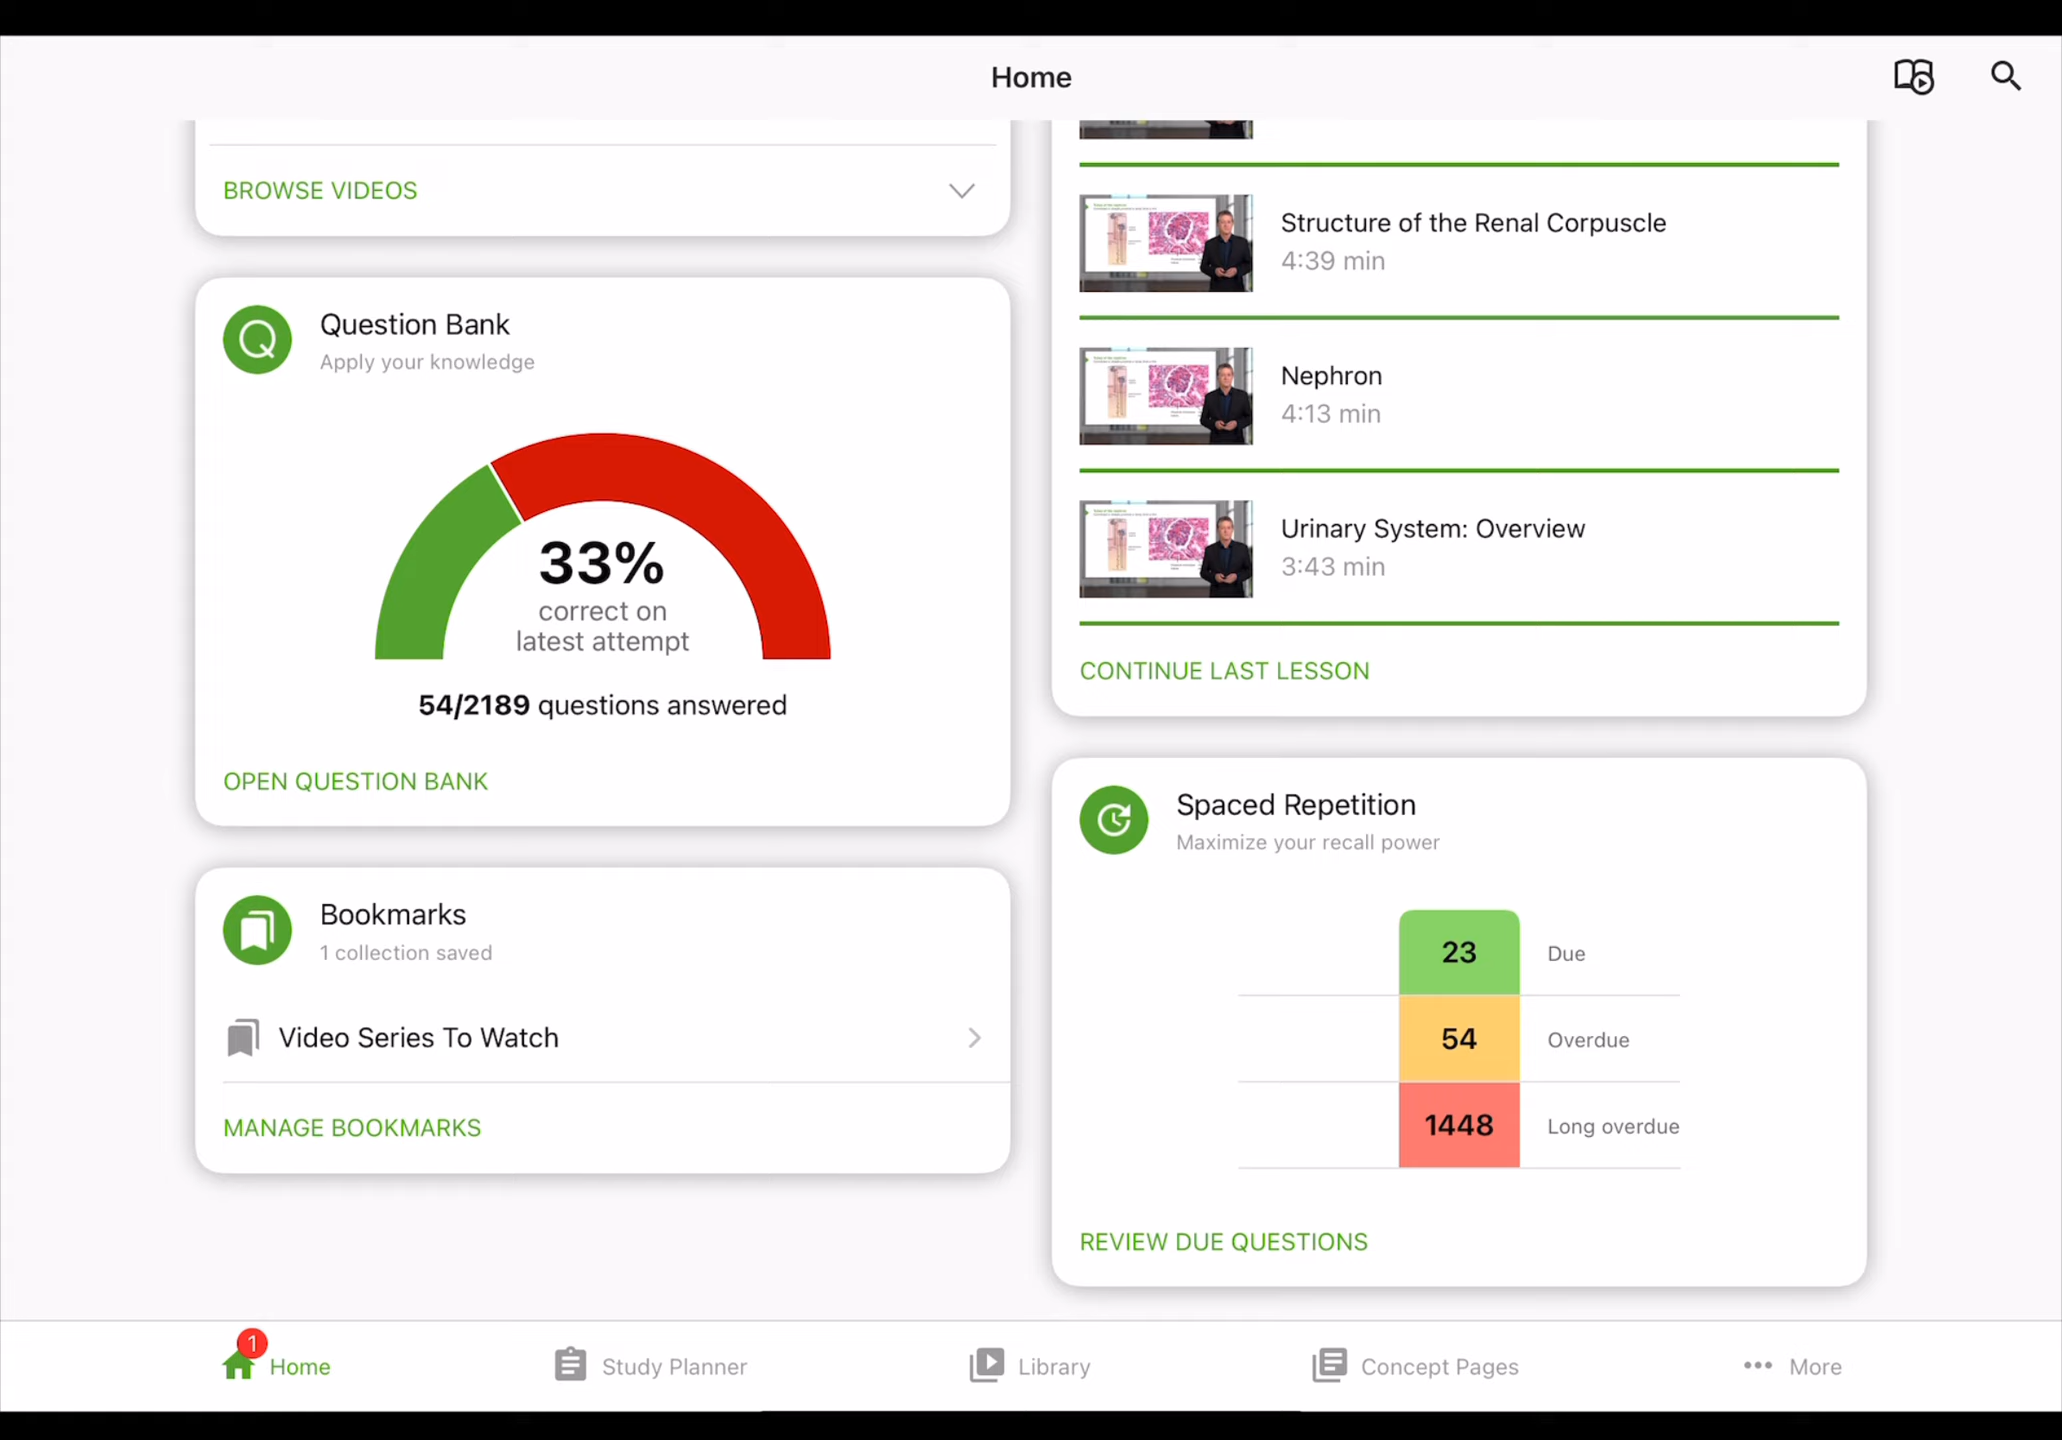 Home
BROWSE VIDEOS
Question Bank
Apply your knowledge
33%
correct on
latest attempt
54/2189 questions answered
OPEN QUESTION BANK
Bookmarks
1 collection saved
Video Series To Watch
MANAGE BOOKMARKS
Structure of the Renal Corpuscle
4:39 min
Nephron
4:13 min
Urinary System: Overview
3:43 min
CONTINUE LAST LESSON
Spaced Repetition
Maximize your recall power
23 Due
54 Overdue
1448 Long overdue
REVIEW DUE QUESTIONS
1
Home
Study Planner
Library
Concept Pages
More